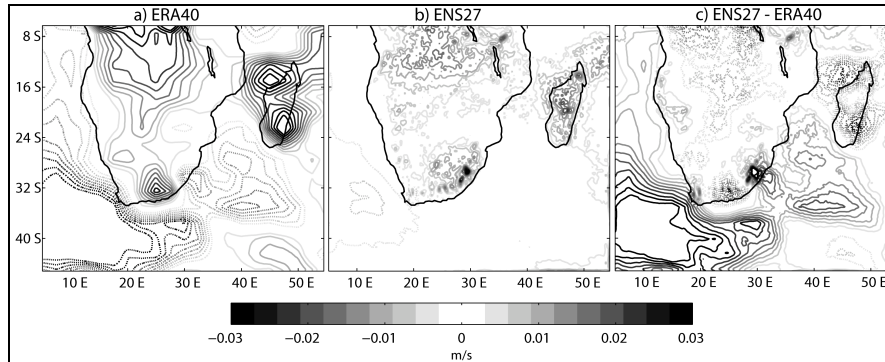 a) ERA40
b) ENS27
c) ENS27 - ERA40
8 S
16 S
24 S
32 S
40 S
10 E 20 E 30 E 40 E 50 E
10 E 20 E 30 E 40 E 50 E
10 E 20 E 30 E 40 E 50 E
−0.03 −0.02 −0.01 0 0.01 0.02 0.03
m/s